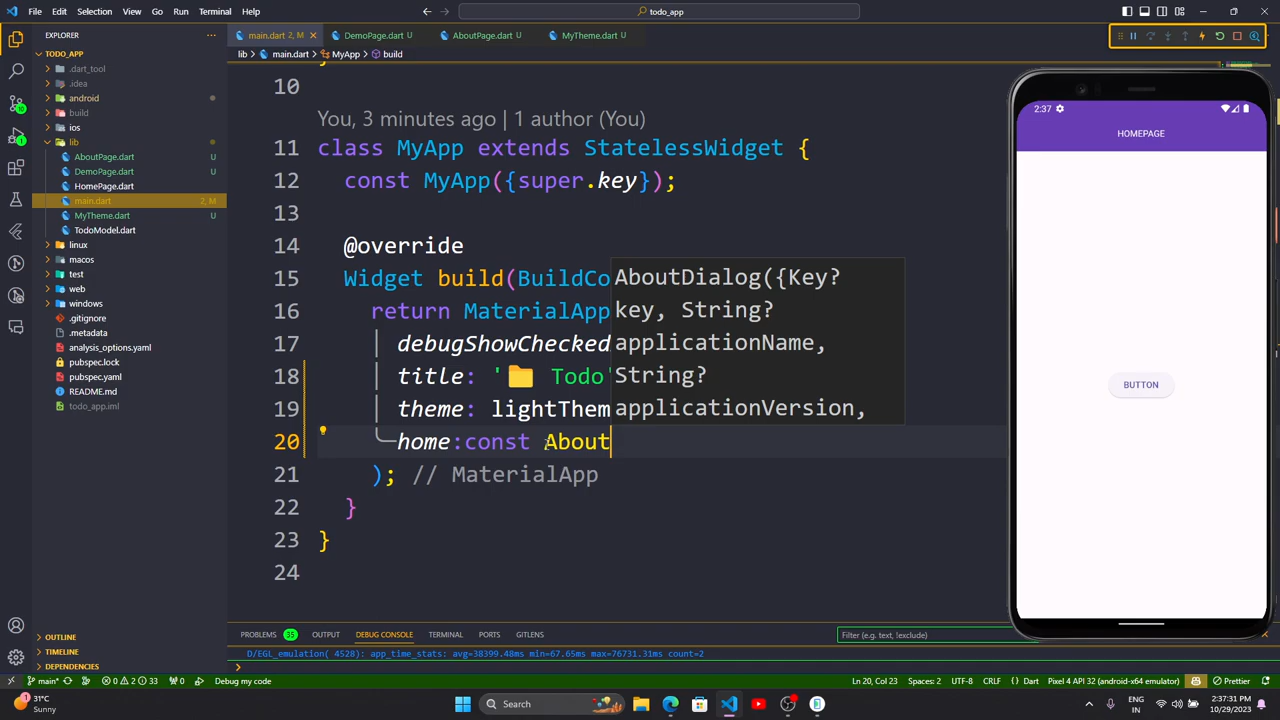 File Edit Selection View Go Run Terminal Help
todo_app
EXPLORER
main.dart 2, M
DemoPage.dart U
AboutPage.dart U
MyTheme.dart U
lib > main.dart > MyApp > build
TODO_APP
.dart_tool
.idea
android
build
ios
lib
AboutPage.dart U
DemoPage.dart U
HomePage.dart
main.dart 2, M
MyTheme.dart U
TodoModel.dart
linux
macos
test
web
windows
.gitignore
.metadata
analysis_options.yaml
pubspec.lock
pubspec.yaml
README.md
todo_app.iml
OUTLINE
TIMELINE
DEPENDENCIES
10
You, 3 minutes ago | 1 author (You)
11 class MyApp extends StatelessWidget {
12 const MyApp({super.key});
13
14 @override
15 Widget build(BuildCo
16 return MaterialApp
17 debugShowChecked
18 title: '📁 Todo'
19 theme: lightThem
20 home:const About
21 ); // MaterialApp
22 }
23 }
24
AboutDialog({Key?
key, String?
applicationName,
String?
applicationVersion,
2:37
HOMEPAGE
BUTTON
PROBLEMS 35 OUTPUT DEBUG CONSOLE TERMINAL PORTS GITLENS
Filter (e.g. text, !exclude)
D/EGL_emulation( 4528): app_time_stats: avg=38399.48ms min=67.65ms max=76731.31ms count=2
main* 0 2 33 0 Debug my code
Ln 20, Col 23 Spaces: 2 UTF-8 CRLF {} Dart Pixel 4 API 32 (android-x64 emulator) Prettier
31°C
Sunny
Search
ENG
IN
2:37:31 PM
10/29/2023